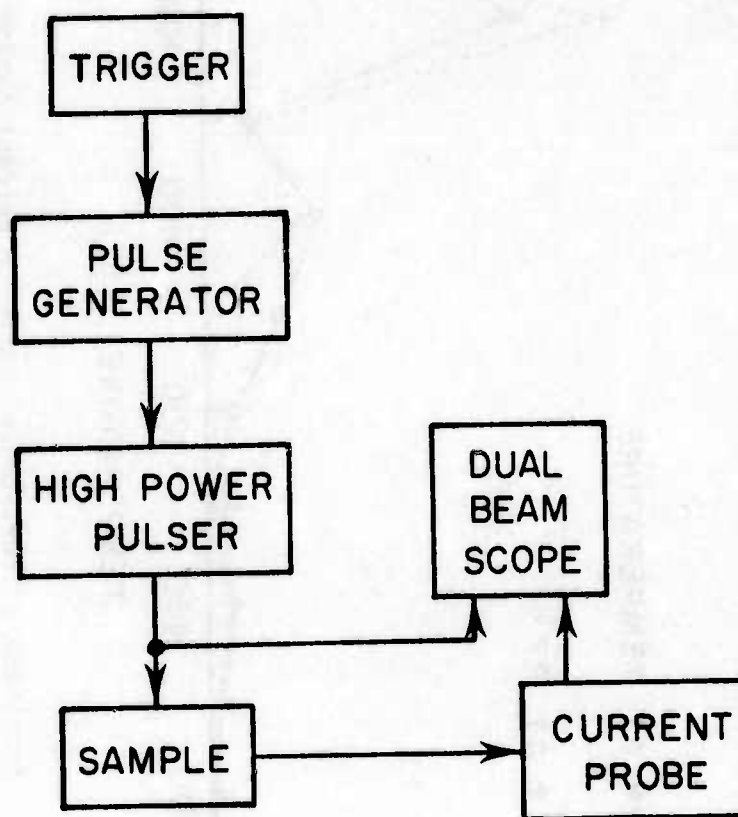 TRIGGER
PULSE
GENERATOR
HIGH POWER
PULSER
DUAL
BEAM
SCOPE
SAMPLE
CURRENT
PROBE